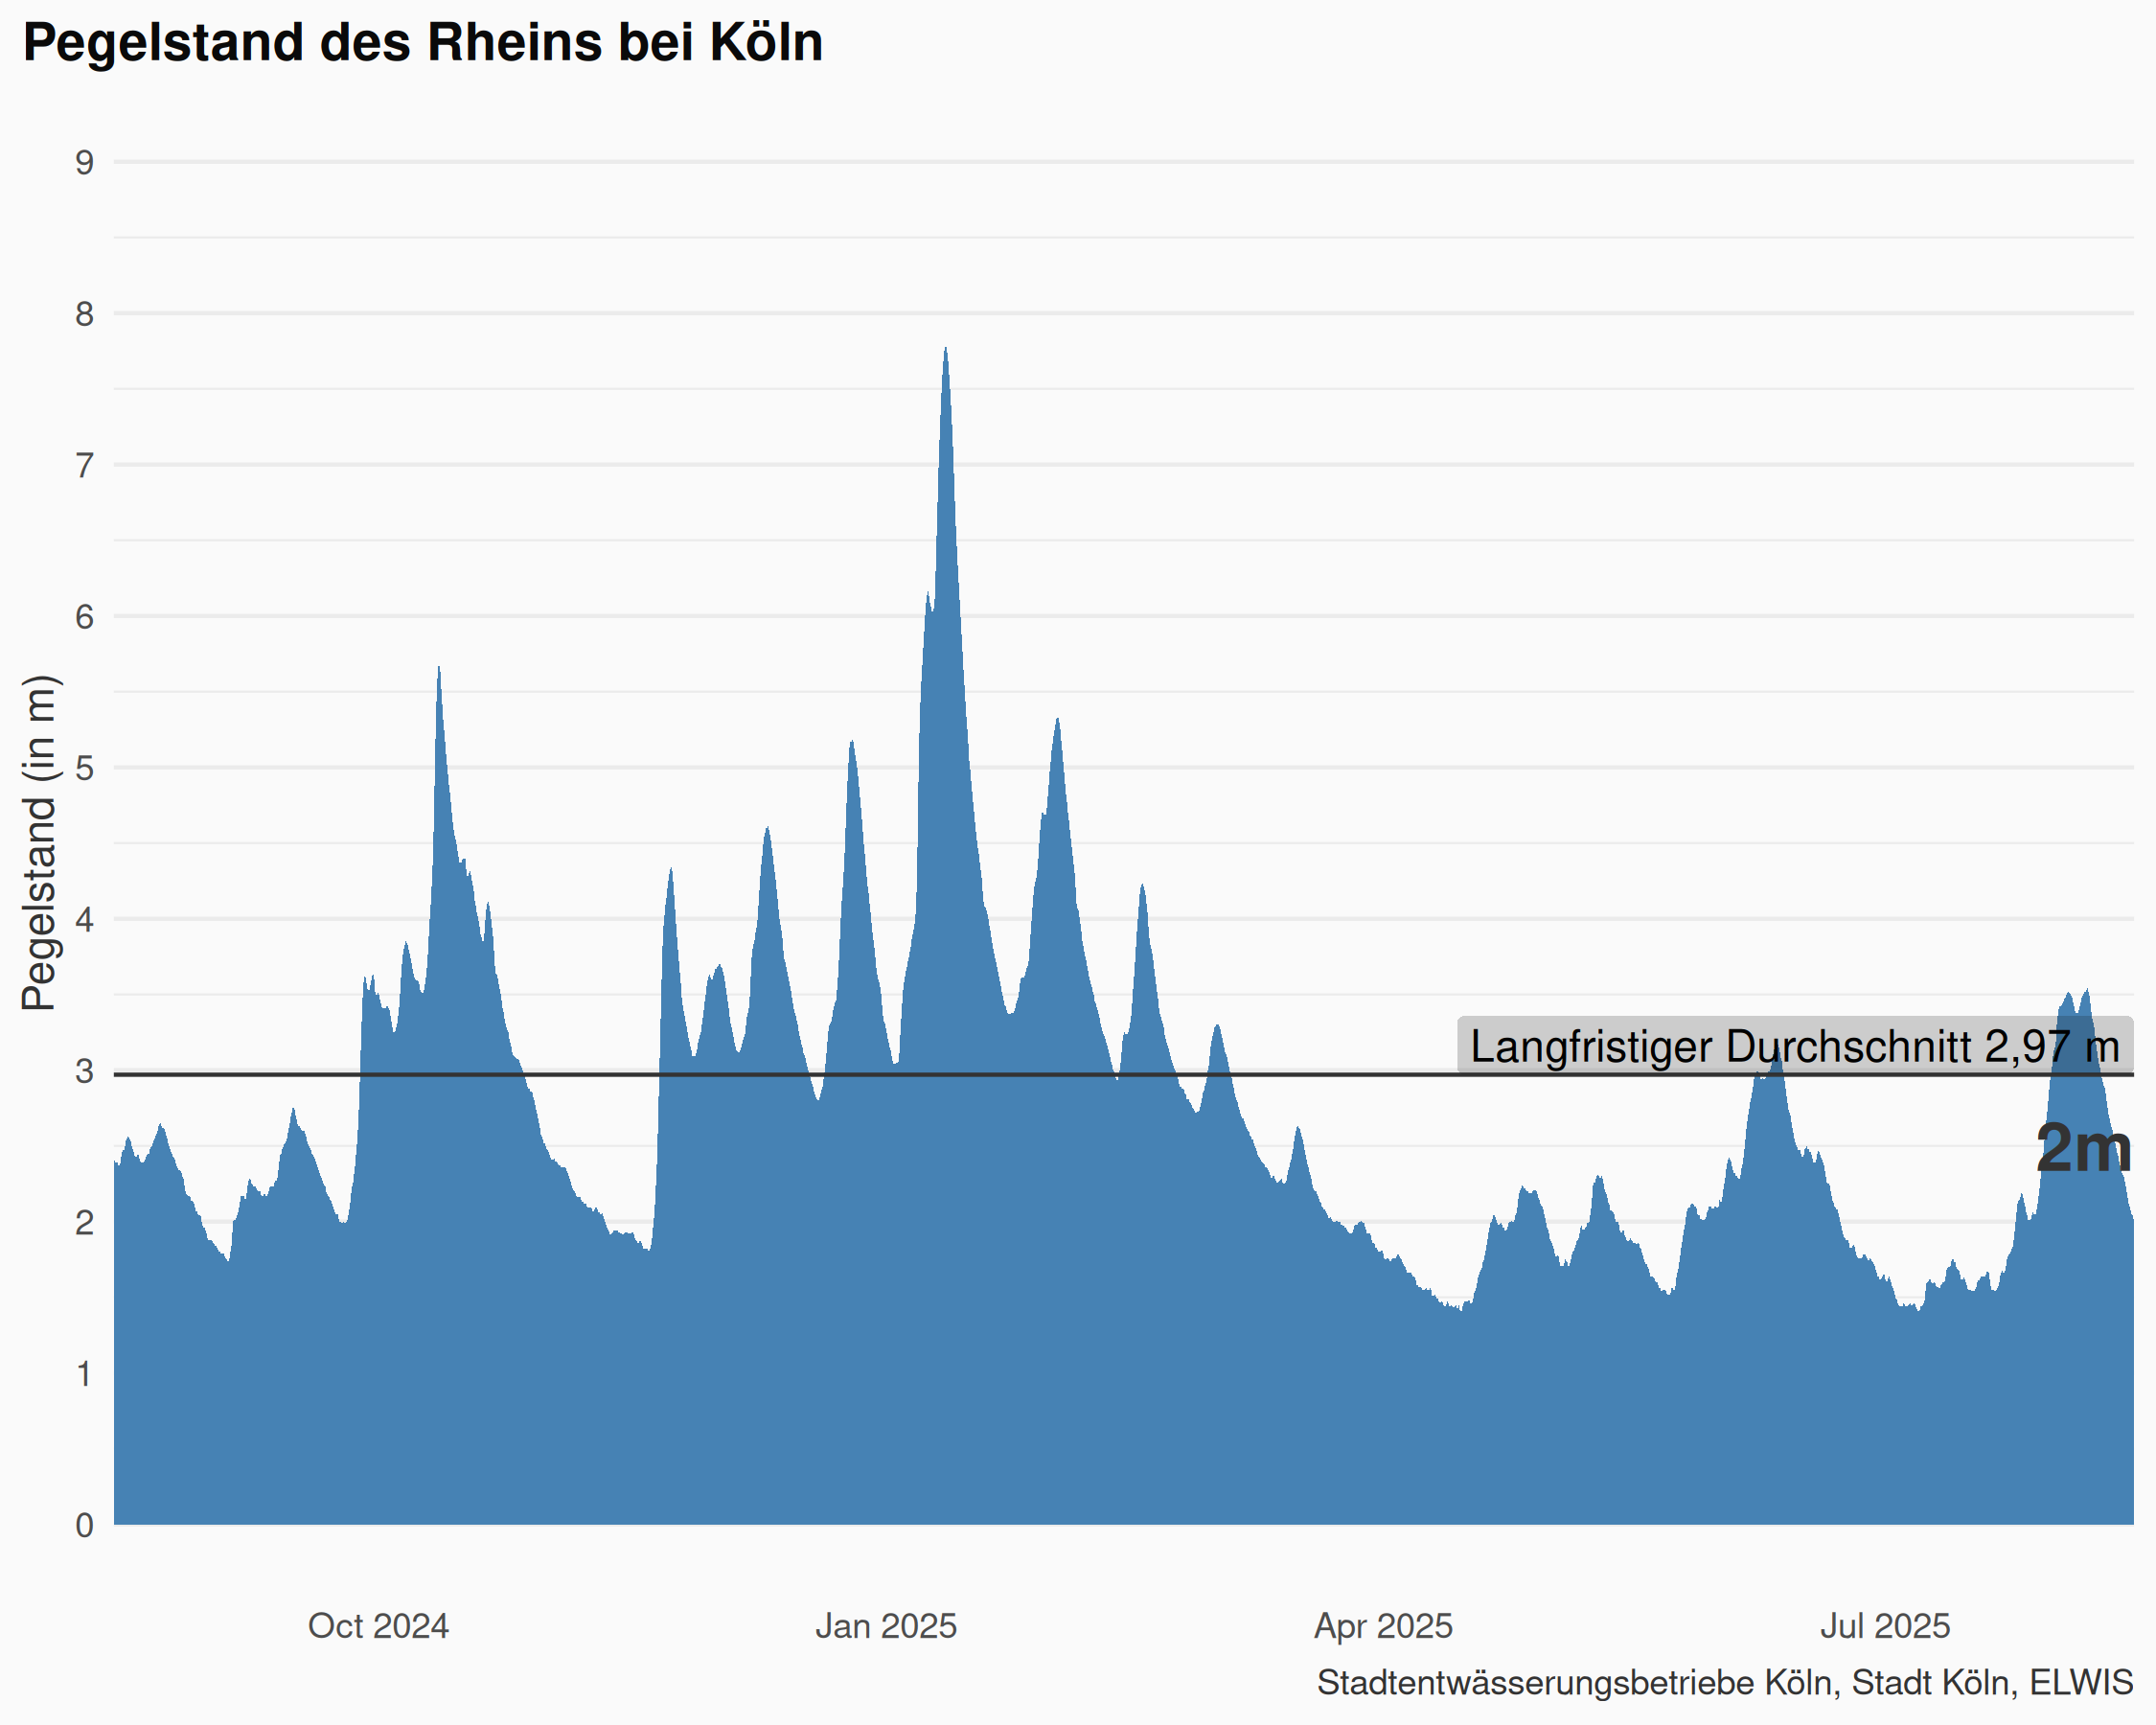 Pegelstand des Rheins bei Köln
Pegelstand (in m)
9
8
7
6
5
4
3
2
1
0
Langfristiger Durchschnitt 2,97 m
2m
Oct 2024
Jan 2025
Apr 2025
Jul 2025
Stadtentwässerungsbetriebe Köln, Stadt Köln, ELWIS